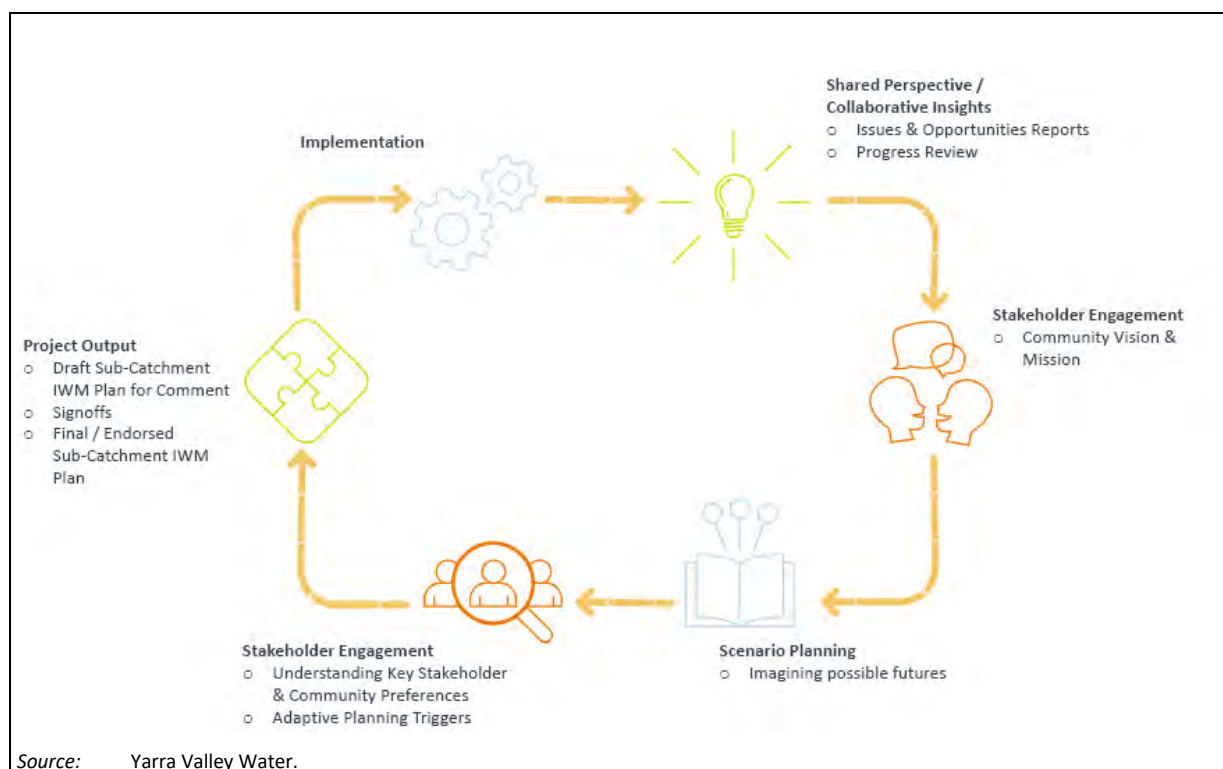 Implementation
Shared Perspective /
Collaborative Insights
o Issues & Opportunities Reports
o Progress Review
Stakeholder Engagement
o Community Vision &
Mission
Scenario Planning
o Imagining possible futures
Stakeholder Engagement
o Understanding Key Stakeholder
& Community Preferences
o Adaptive Planning Triggers
Project Output
o Draft Sub-Catchment
IWM Plan for Comment
o Signoffs
o Final / Endorsed
Sub-Catchment IWM
Plan
Source: Yarra Valley Water.